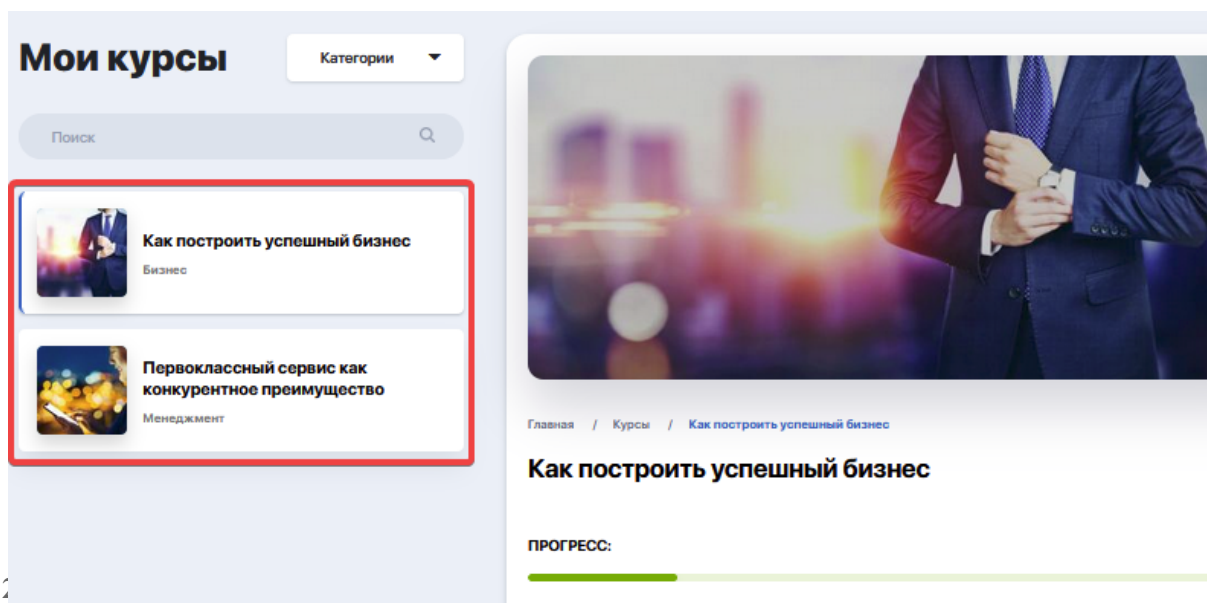 Мои курсы
Категории
Поиск
Как построить успешный бизнес
Бизнес
Первоклассный сервис как
конкурентное преимущество
Менеджмент
Главная / Курсы / Как построить успешный бизнес
Как построить успешный бизнес
ПРОГРЕСС: